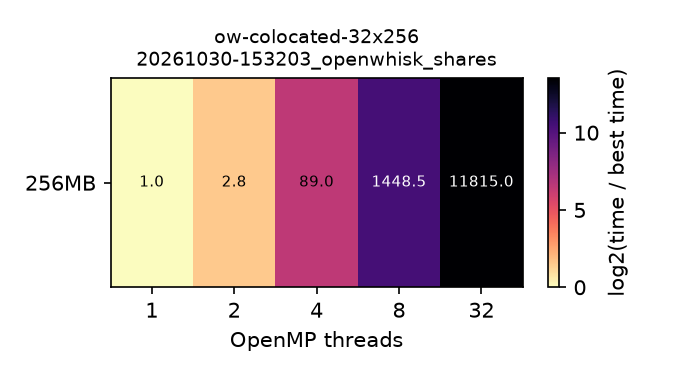 ow-colocated-32x256
20261030-153203_openwhisk_shares
256MB
1.0 2.8 89.0 1448.5 11815.0
1 2 4 8 32
OpenMP threads
10
5
0
log2(time / best time)